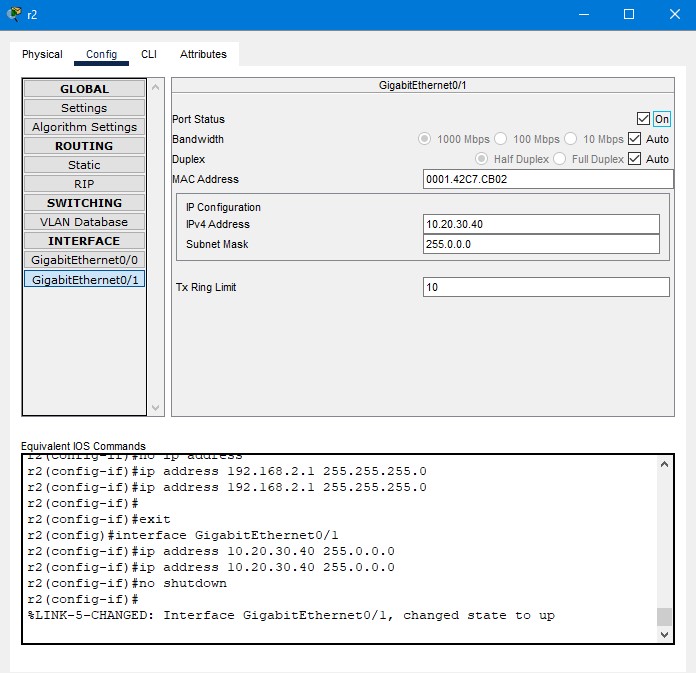 r2
Physical Config CLI Attributes
GLOBAL
Settings
Algorithm Settings
ROUTING
Static
RIP
SWITCHING
VLAN Database
INTERFACE
GigabitEthernet0/0
GigabitEthernet0/1
GigabitEthernet0/1
Port Status On
Bandwidth 1000 Mbps 100 Mbps 10 Mbps Auto
Duplex Half Duplex Full Duplex Auto
MAC Address 0001.42C7.CB02
IP Configuration
IPv4 Address 10.20.30.40
Subnet Mask 255.0.0.0
Tx Ring Limit 10
Equivalent IOS Commands
r2(config-if)#no ip address
r2(config-if)#ip address 192.168.2.1 255.255.255.0
r2(config-if)#ip address 192.168.2.1 255.255.255.0
r2(config-if)#
r2(config-if)#exit
r2(config)#interface GigabitEthernet0/1
r2(config-if)#ip address 10.20.30.40 255.0.0.0
r2(config-if)#ip address 10.20.30.40 255.0.0.0
r2(config-if)#no shutdown
r2(config-if)#
%LINK-5-CHANGED: Interface GigabitEthernet0/1, changed state to up